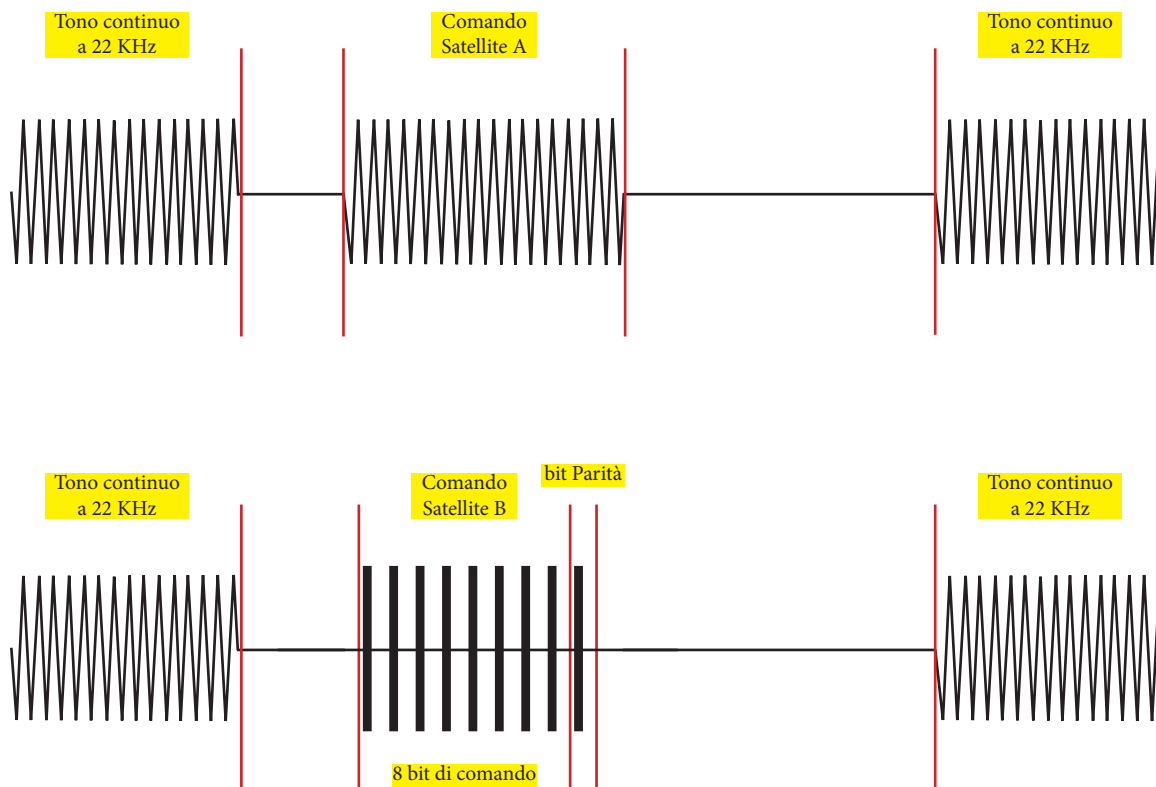 Tono continuo
a 22 KHz
Comando
Satellite A
Tono continuo
a 22 KHz
Tono continuo
a 22 KHz
Comando
Satellite B
bit Parità
Tono continuo
a 22 KHz
8 bit di comando